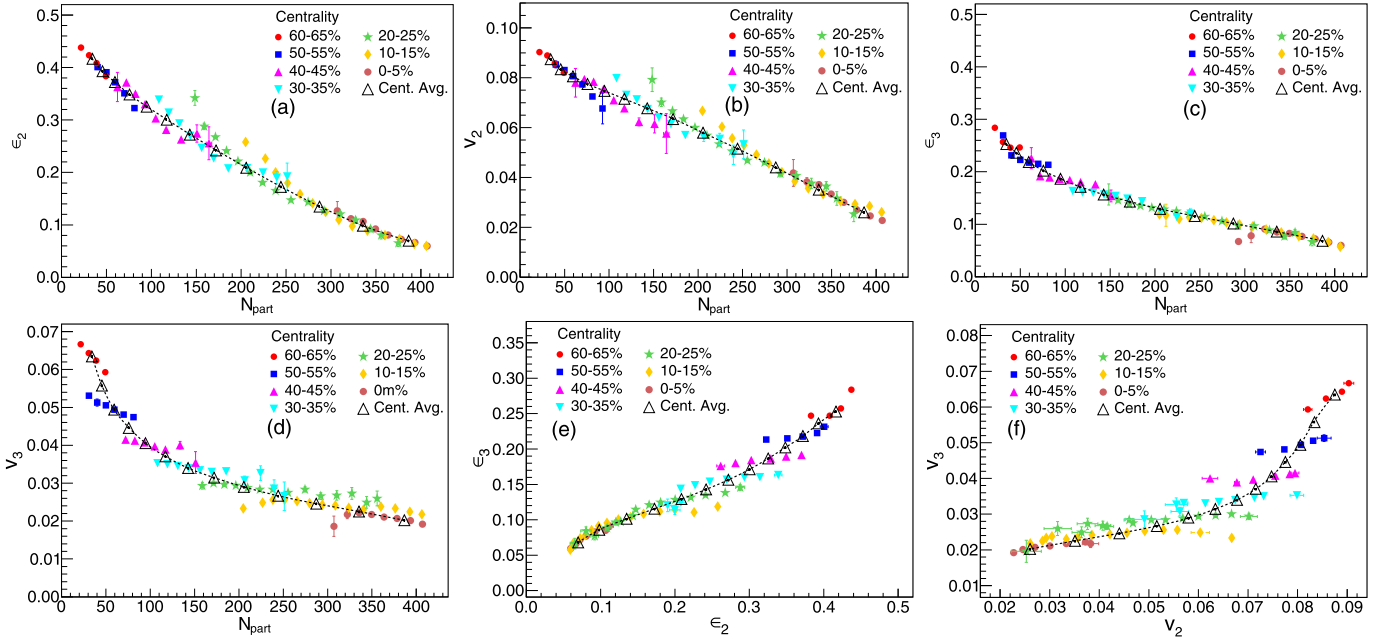 Centrality
60-65%
50-55%
40-45%
30-35%
20-25%
10-15%
0-5%
Cent. Avg.
(a)
∈2
0.5
0.4
0.3
0.2
0.1
0.0
0 50 100 150 200 250 300 350 400
Npart
Centrality
60-65%
50-55%
40-45%
30-35%
20-25%
10-15%
0-5%
Cent. Avg.
(b)
v2
0.10
0.08
0.06
0.04
0.02
0.00
0 50 100 150 200 250 300 350 400
Npart
Centrality
60-65%
50-55%
40-45%
30-35%
20-25%
10-15%
0-5%
Cent. Avg.
(c)
∈3
0.5
0.4
0.3
0.2
0.1
0.0
0 50 100 150 200 250 300 350 400
Npart
Centrality
60-65%
50-55%
40-45%
30-35%
20-25%
10-15%
0m%
Cent. Avg.
(d)
v3
0.07
0.06
0.05
0.04
0.03
0.02
0.01
0.00
0 50 100 150 200 250 300 350 400
Npart
Centrality
60-65%
50-55%
40-45%
30-35%
20-25%
10-15%
0-5%
Cent. Avg.
(e)
∈3
0.35
0.30
0.25
0.20
0.15
0.10
0.05
0.00
0.0 0.1 0.2 0.3 0.4 0.5
∈2
Centrality
60-65%
50-55%
40-45%
30-35%
20-25%
10-15%
0-5%
Cent. Avg.
(f)
v3
0.08
0.07
0.06
0.05
0.04
0.03
0.02
0.01
0.02 0.03 0.04 0.05 0.06 0.07 0.08 0.09
v2